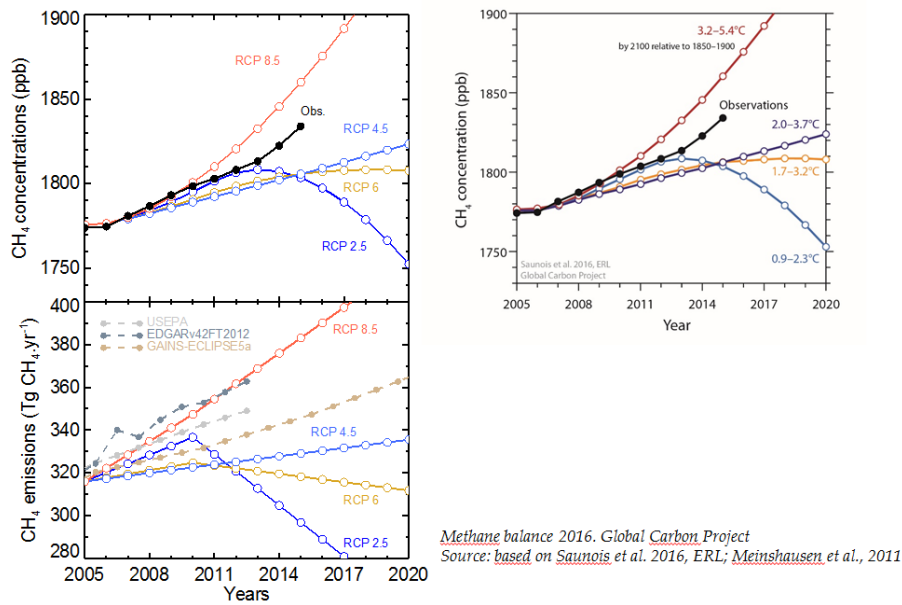 1900
1850
1800
1750
CH₄ concentrations (ppb)
RCP 8.5
Obs.
RCP 4.5
RCP 6
RCP 2.5
400
380
360
340
320
300
280
CH₄ emissions (Tg CH₄.yr⁻¹)
USEPA
EDGARv42FT2012
GAINS-ECLIPSE5a
RCP 8.5
RCP 4.5
RCP 6
RCP 2.5
2005 2008 2011 2014 2017 2020
Years
1900
1850
1800
1750
CH₄ concentration (ppb)
3.2–5.4°C
by 2100 relative to 1850–1900
Observations
2.0–3.7°C
1.7–3.2°C
0.9–2.3°C
Saunois et al. 2016, ERL
Global Carbon Project
2005 2008 2011 2014 2017 2020
Year
Methane balance 2016. Global Carbon Project
Source: based on Saunois et al. 2016, ERL; Meinshausen et al., 2011